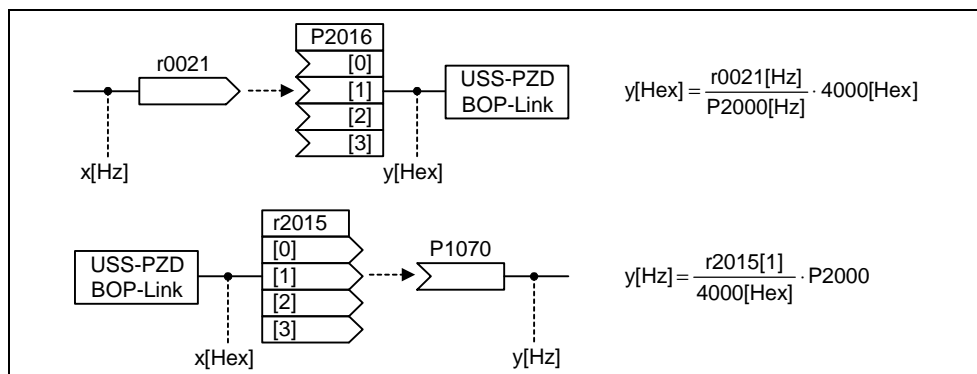 P2016
r0021
[0]
[1]
[2]
[3]
USS-PZD
BOP-Link
x[Hz]
y[Hex]
y[Hex] = r0021[Hz] / P2000[Hz] · 4000[Hex]
r2015
[0]
[1]
[2]
[3]
USS-PZD
BOP-Link
P1070
x[Hex]
y[Hz]
y[Hz] = r2015[1] / 4000[Hex] · P2000